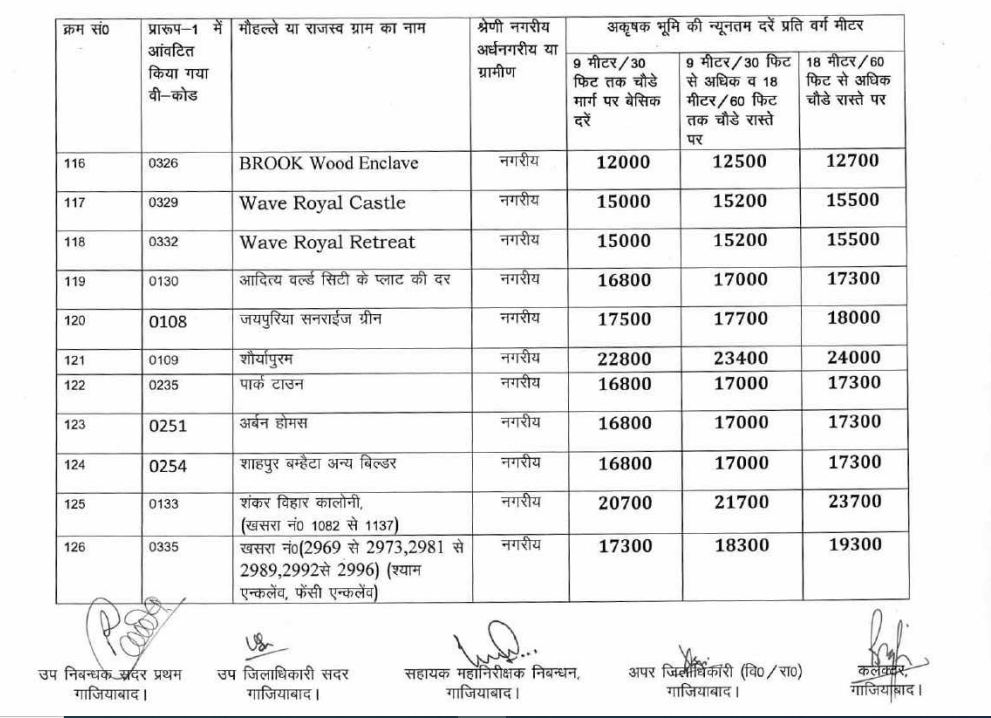 क्रम सं0 प्रारूप–1 में आंवटित किया गया वी–कोड मौहल्ले या राजस्व ग्राम का नाम श्रेणी नगरीय अर्धनगरीय या ग्रामीण अकृषक भूमि की न्यूनतम दरें प्रति वर्ग मीटर
9 मीटर/30 फिट तक चौडे मार्ग पर बेसिक दरें 9 मीटर/30 फिट से अधिक व 18 मीटर/60 फिट तक चौडे रास्ते पर 18 मीटर/60 फिट से अधिक चौडे रास्ते पर
116 0326 BROOK Wood Enclave नगरीय 12000 12500 12700
117 0329 Wave Royal Castle नगरीय 15000 15200 15500
118 0332 Wave Royal Retreat नगरीय 15000 15200 15500
119 0130 आदित्य वर्ल्ड सिटी के प्लाट की दर नगरीय 16800 17000 17300
120 0108 जयपुरिया सनराईज ग्रीन नगरीय 17500 17700 18000
121 0109 शौर्यापुरम नगरीय 22800 23400 24000
122 0235 पार्क टाउन नगरीय 16800 17000 17300
123 0251 अर्बन होमस नगरीय 16800 17000 17300
124 0254 शाहपुर बम्हैटा अन्य बिल्डर नगरीय 16800 17000 17300
125 0133 शंकर विहार कालोनी, नगरीय 20700 21700 23700
(खसरा नं0 1082 से 1137)
126 0335 खसरा नं0(2969 से 2973,2981 से नगरीय 17300 18300 19300
2989,2992से 2996) (श्याम
एन्कलेंव, फेंसी एन्कलेंव)
उप निबन्धक सदर प्रथम उप जिलाधिकारी सदर सहायक महानिरीक्षक निबन्धन, अपर जिलाधिकारी (वि0/रा0) कलेक्टर,
गाजियाबाद। गाजियाबाद। गाजियाबाद। गाजियाबाद। गाजियाबाद।